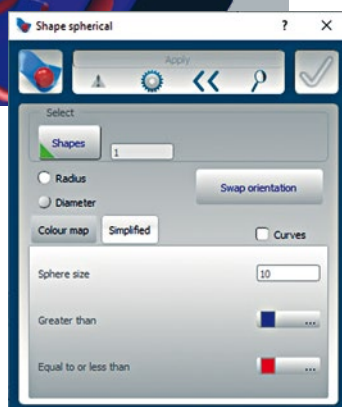 Shape spherical ? X
Apply
Select
Shapes 1
Radius
Swap orientation
Diameter
Colour map Simplified Curves
Sphere size 10
Greater than ...
Equal to or less than ...